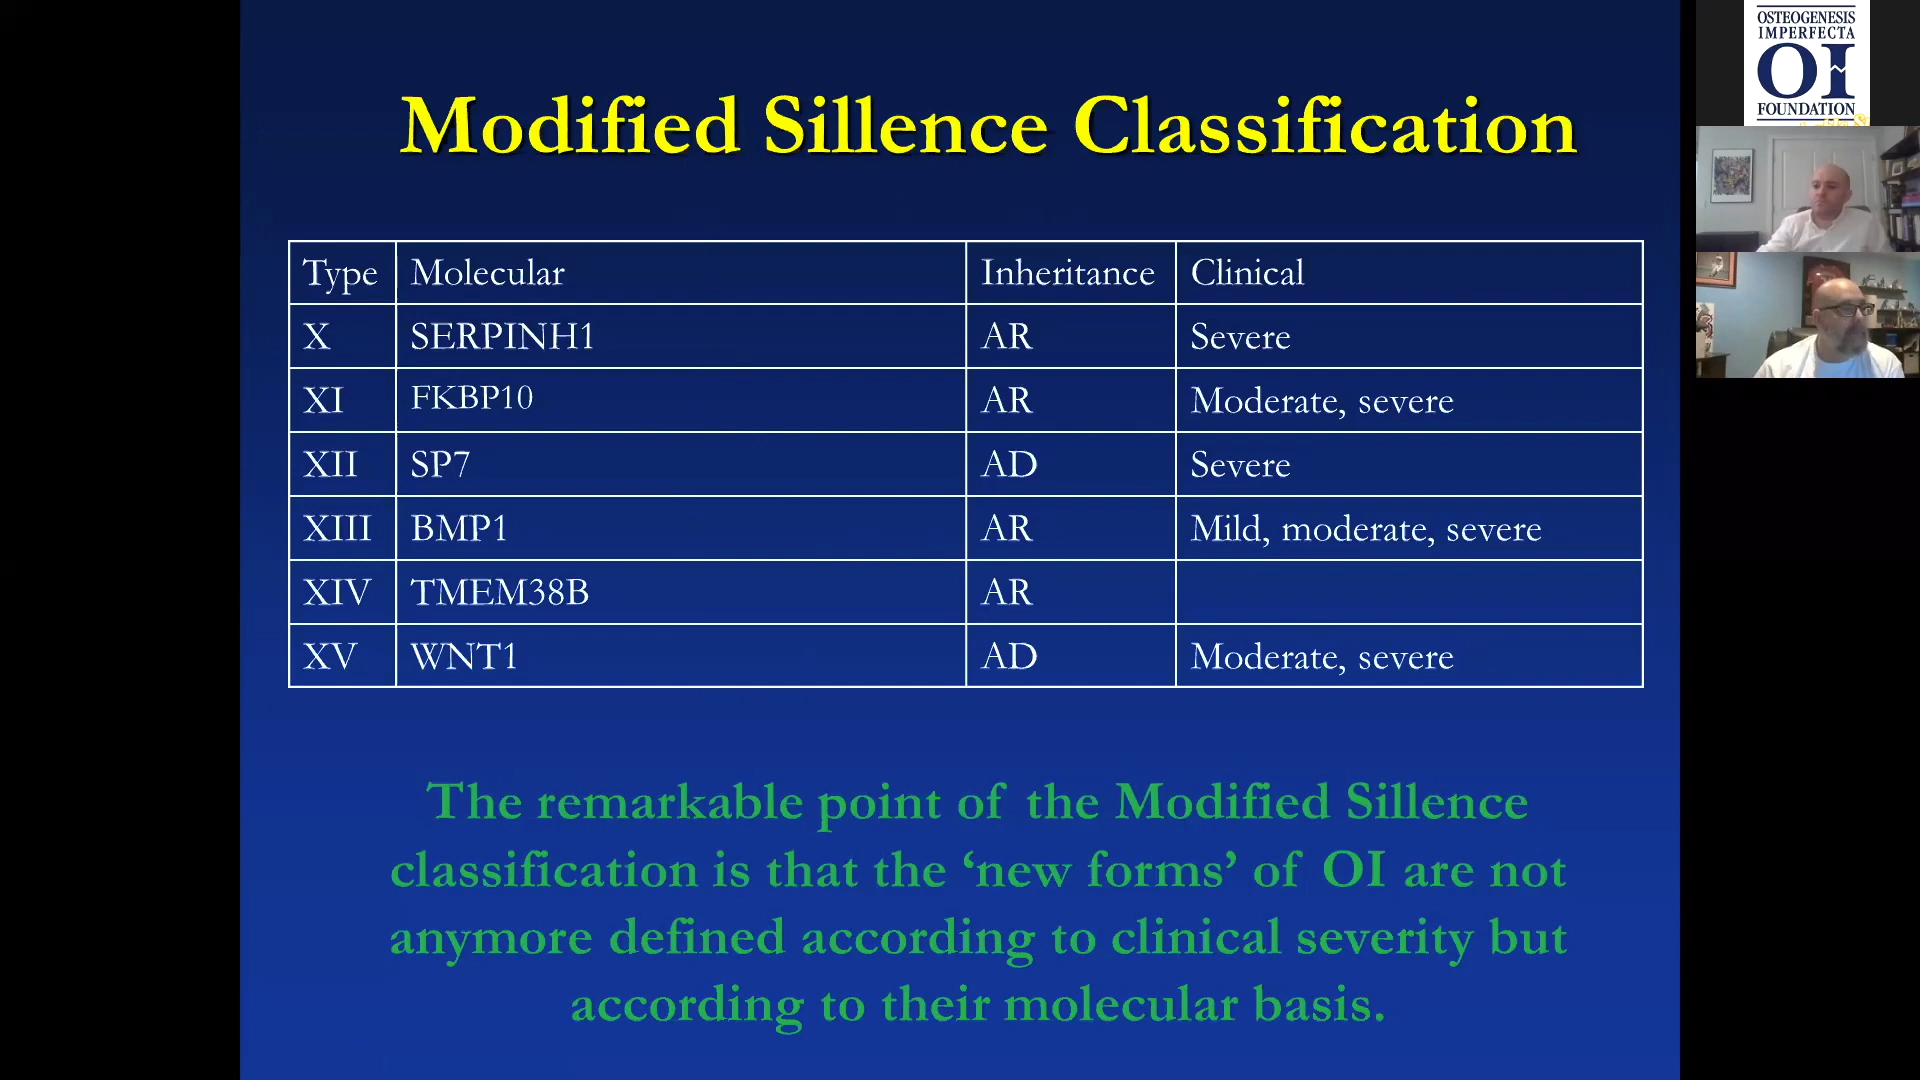 Modified Sillence Classification
Type Molecular Inheritance Clinical
X SERPINH1 AR Severe
XI FKBP10 AR Moderate, severe
XII SP7 AD Severe
XIII BMP1 AR Mild, moderate, severe
XIV TMEM38B AR
XV WNT1 AD Moderate, severe
The remarkable point of the Modified Sillence
classification is that the ‘new forms’ of OI are not
anymore defined according to clinical severity but
according to their molecular basis.
OSTEOGENESIS
IMPERFECTA
OI
FOUNDATION